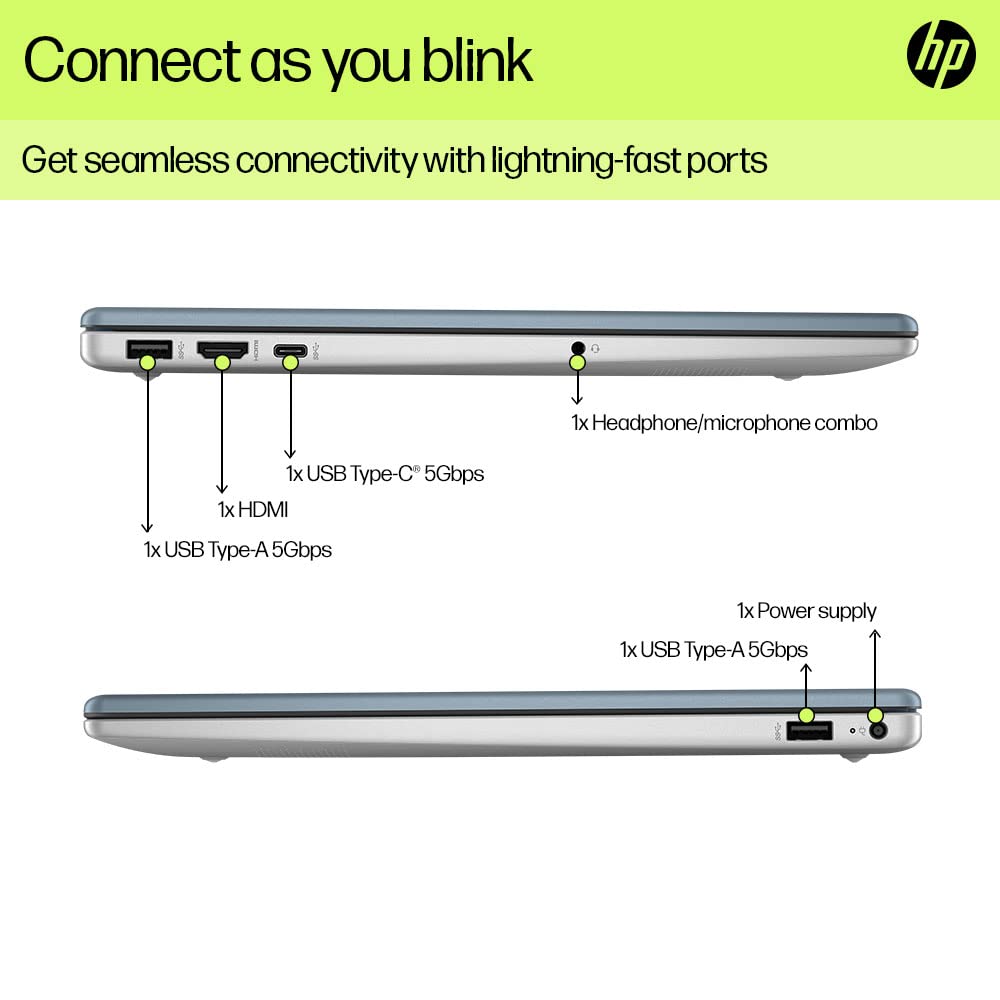 Connect as you blink
hp
Get seamless connectivity with lightning-fast ports
HDMI
1x Headphone/microphone combo
1x USB Type-C® 5Gbps
1x HDMI
1x USB Type-A 5Gbps
1x Power supply
1x USB Type-A 5Gbps